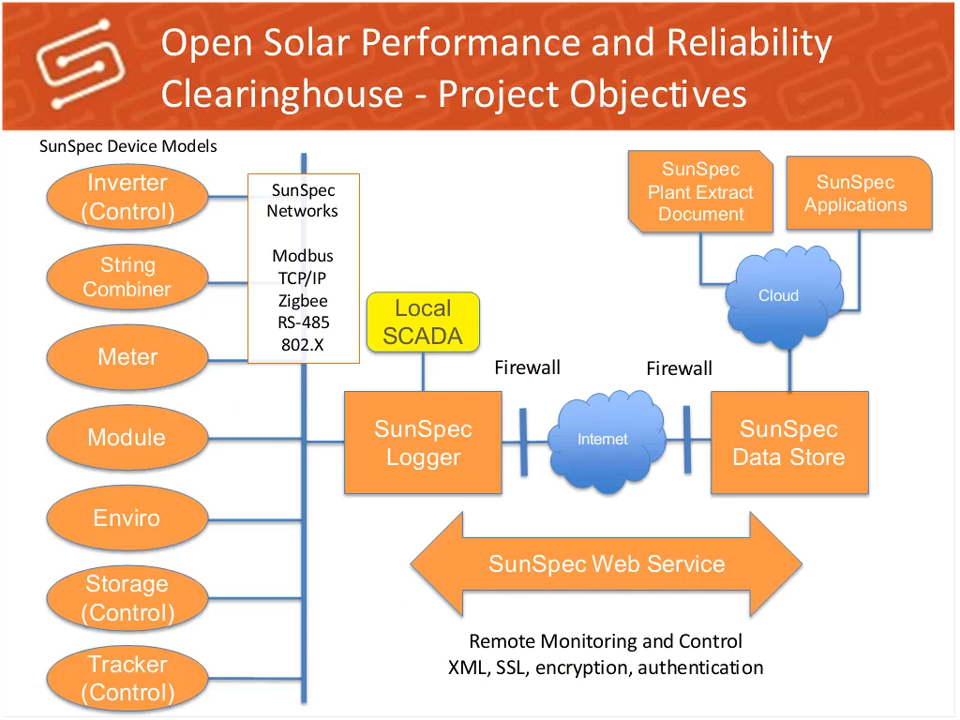 Open Solar Performance and Reliability
Clearinghouse - Project Objectives
SunSpec Device Models
Inverter
(Control)
String
Combiner
Meter
Module
Enviro
Storage
(Control)
Tracker
(Control)
SunSpec
Networks
Modbus
TCP/IP
Zigbee
RS-485
802.X
Local
SCADA
SunSpec
Logger
Firewall
Internet
Firewall
SunSpec
Data Store
Cloud
SunSpec
Plant Extract
Document
SunSpec
Applications
SunSpec Web Service
Remote Monitoring and Control
XML, SSL, encryption, authentication